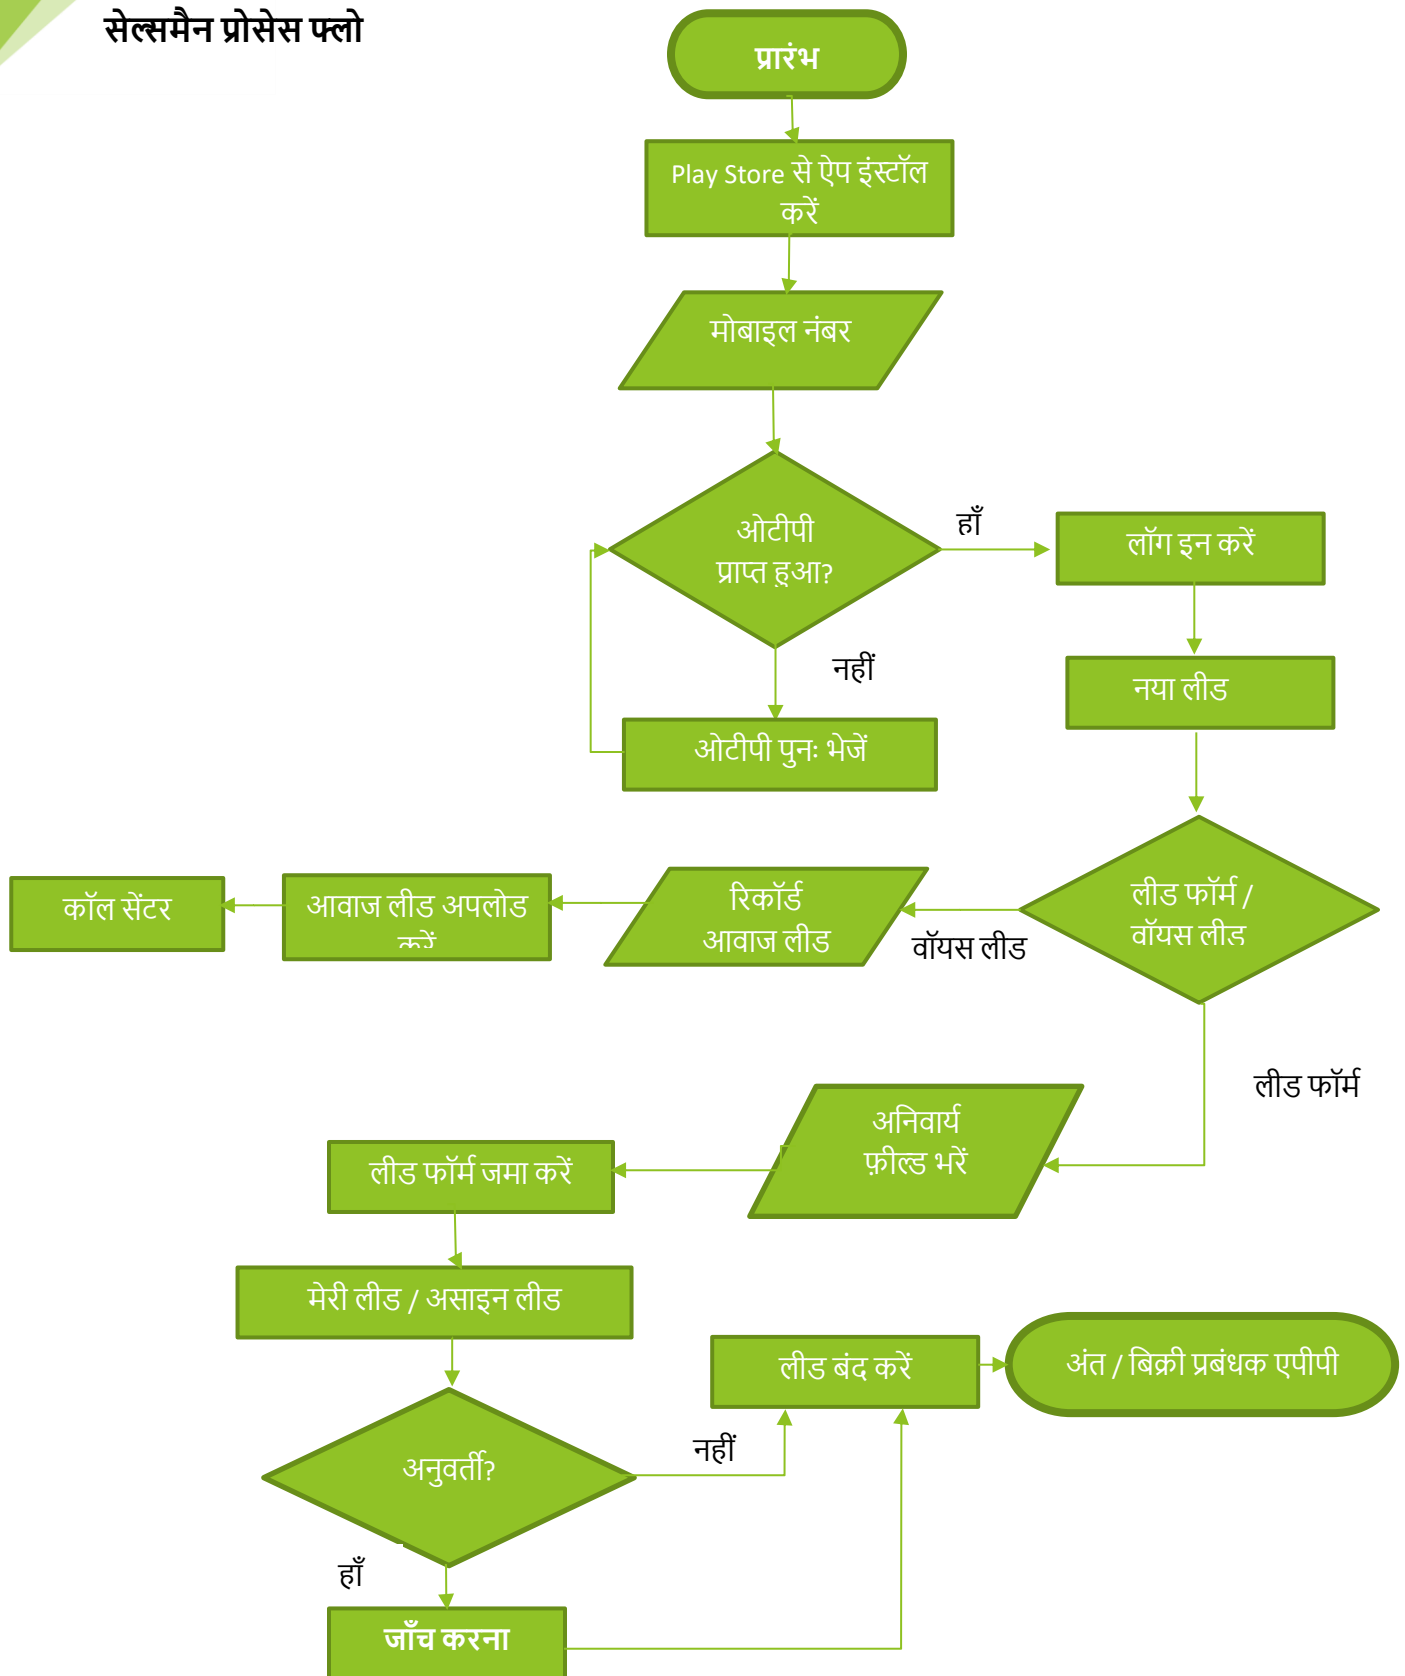 सेल्समैन प्रोसेस फ्लो
प्रारंभ
Play Store से ऐप इंस्टॉल
करें
मोबाइल नंबर
ओटीपी
प्राप्त हुआ?
हाँ
लॉग इन करें
नहीं
नया लीड
ओटीपी पुनः भेजें
लीड फॉर्म /
वॉयस लीड
वॉयस लीड
रिकॉर्ड
आवाज लीड
आवाज लीड अपलोड
करें
कॉल सेंटर
लीड फॉर्म
अनिवार्य
फ़ील्ड भरें
लीड फॉर्म जमा करें
मेरी लीड / असाइन लीड
लीड बंद करें
अंत / बिक्री प्रबंधक एपीपी
अनुवर्ती?
नहीं
हाँ
जाँच करना